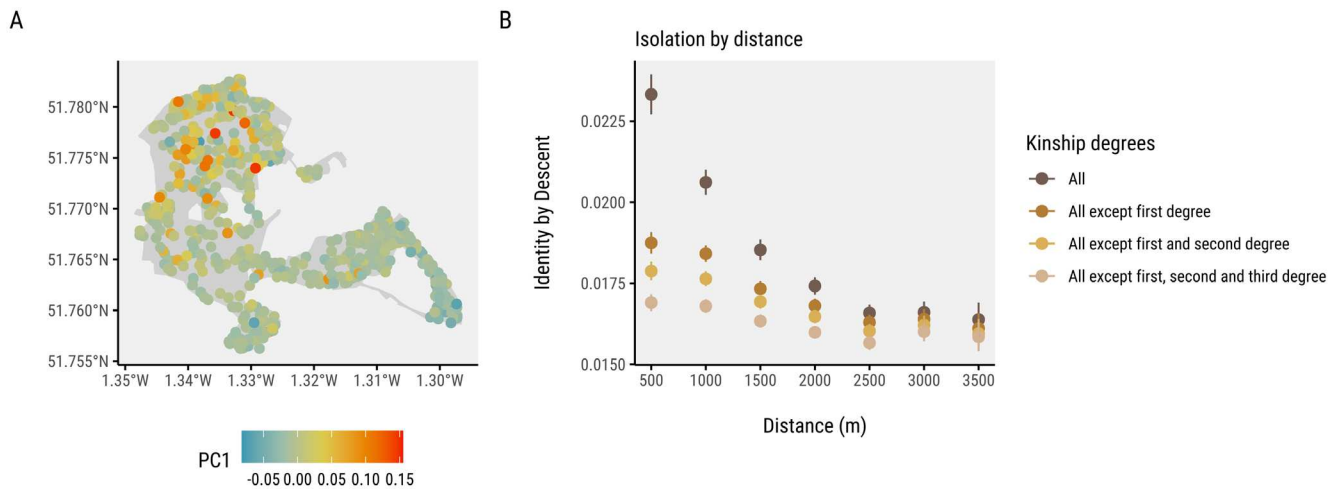 A
B
Isolation by distance
51.780°N
51.775°N
51.770°N
51.765°N
51.760°N
51.755°N
1.35°W 1.34°W 1.33°W 1.32°W 1.31°W 1.30°W
PC1
-0.05 0.00 0.05 0.10 0.15
Identity by Descent
0.0225
0.0200
0.0175
0.0150
500 1000 1500 2000 2500 3000 3500
Distance (m)
Kinship degrees
All
All except first degree
All except first and second degree
All except first, second and third degree